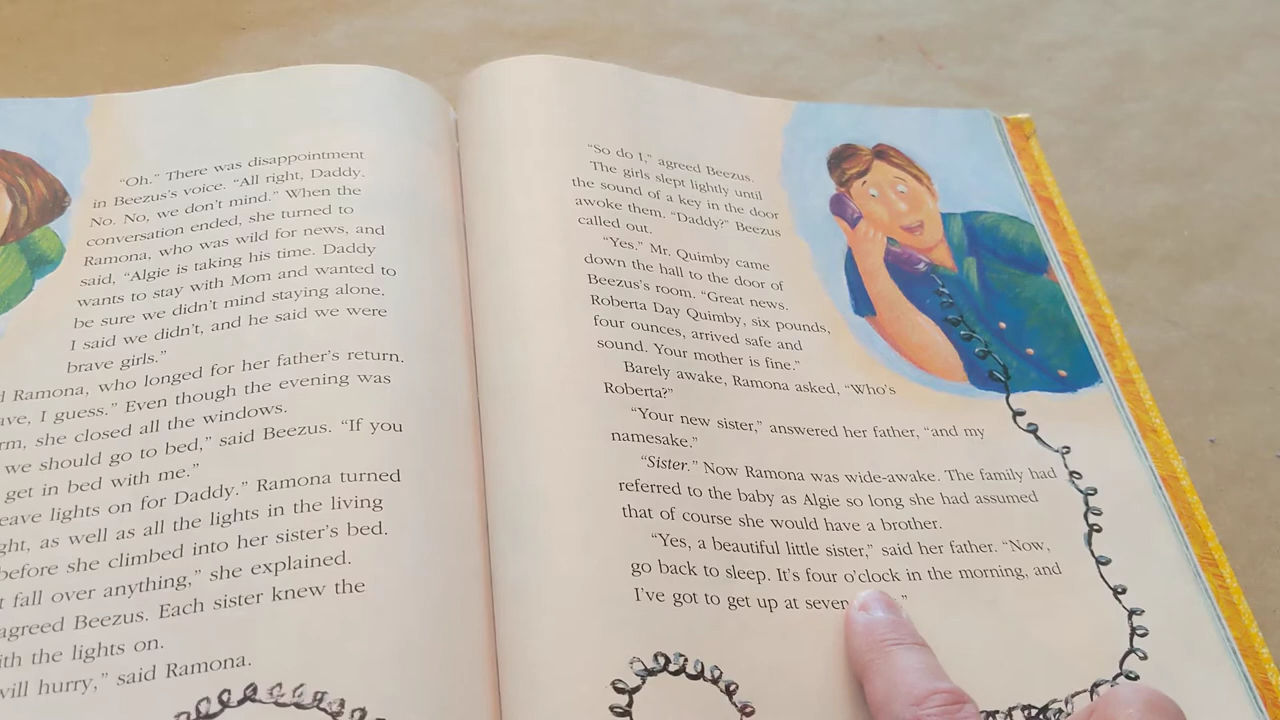 "Oh." There was disappointment
in Beezus's voice. "All right, Daddy.
No. No, we don't mind." When the
conversation ended, she turned to
Ramona, who was wild for news, and
said, "Algie is taking his time. Daddy
wants to stay with Mom and wanted to
be sure we didn't mind staying alone.
I said we didn't, and he said we were
brave girls."
Ramona, who longed for her father's return.
I guess." Even though the evening was
she closed all the windows.
we should go to bed," said Beezus. "If you
get in bed with me."
lights on for Daddy." Ramona turned
as well as all the lights in the living
before she climbed into her sister's bed.
fall over anything," she explained.
agreed Beezus. Each sister knew the
the lights on.
will hurry," said Ramona.
"So do I," agreed Beezus.
The girls slept lightly until
the sound of a key in the door
awoke them. "Daddy?" Beezus
called out.
"Yes." Mr. Quimby came
down the hall to the door of
Beezus's room. "Great news.
Roberta Day Quimby, six pounds,
four ounces, arrived safe and
sound. Your mother is fine."
Barely awake, Ramona asked, "Who's
Roberta?"
"Your new sister," answered her father, "and my
namesake."
"Sister." Now Ramona was wide-awake. The family had
referred to the baby as Algie so long she had assumed
that of course she would have a brother.
"Yes, a beautiful little sister," said her father. "Now,
go back to sleep. It's four o'clock in the morning, and
I've got to get up at seven